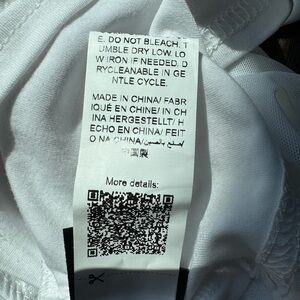 E. DO NOT BLEACH. T
UMBLE DRY LOW. LO
W IRON IF NEEDED. D
RYCLEANABLE IN GE
NTLE CYCLE.
MADE IN CHINA/ FABR
IQUÉ EN CHINE/ IN CH
INA HERGESTELLT/ H
ECHO EN CHINA/ FEIT
O NA CHINA/صنع بالصين/
中国製
More details: